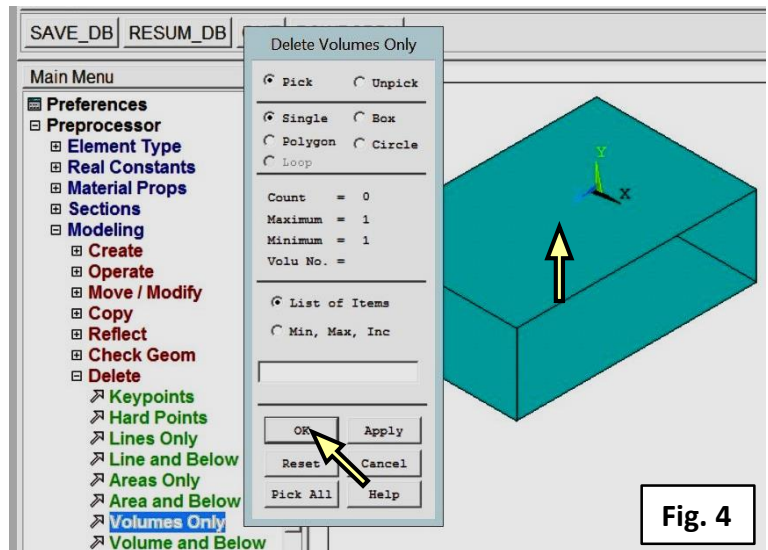 SAVE_DB RESUM_DB
Delete Volumes Only
Main Menu
Preferences
Preprocessor
Element Type
Real Constants
Material Props
Sections
Modeling
Create
Operate
Move / Modify
Copy
Reflect
Check Geom
Delete
Keypoints
Hard Points
Lines Only
Line and Below
Areas Only
Area and Below
Volumes Only
Volume and Below
Pick Unpick
Single Box
Polygon Circle
Loop
Count = 0
Maximum = 1
Minimum = 1
Volu No. =
List of Items
Min, Max, Inc
OK Apply
Reset Cancel
Pick All Help
Y
X
Fig. 4